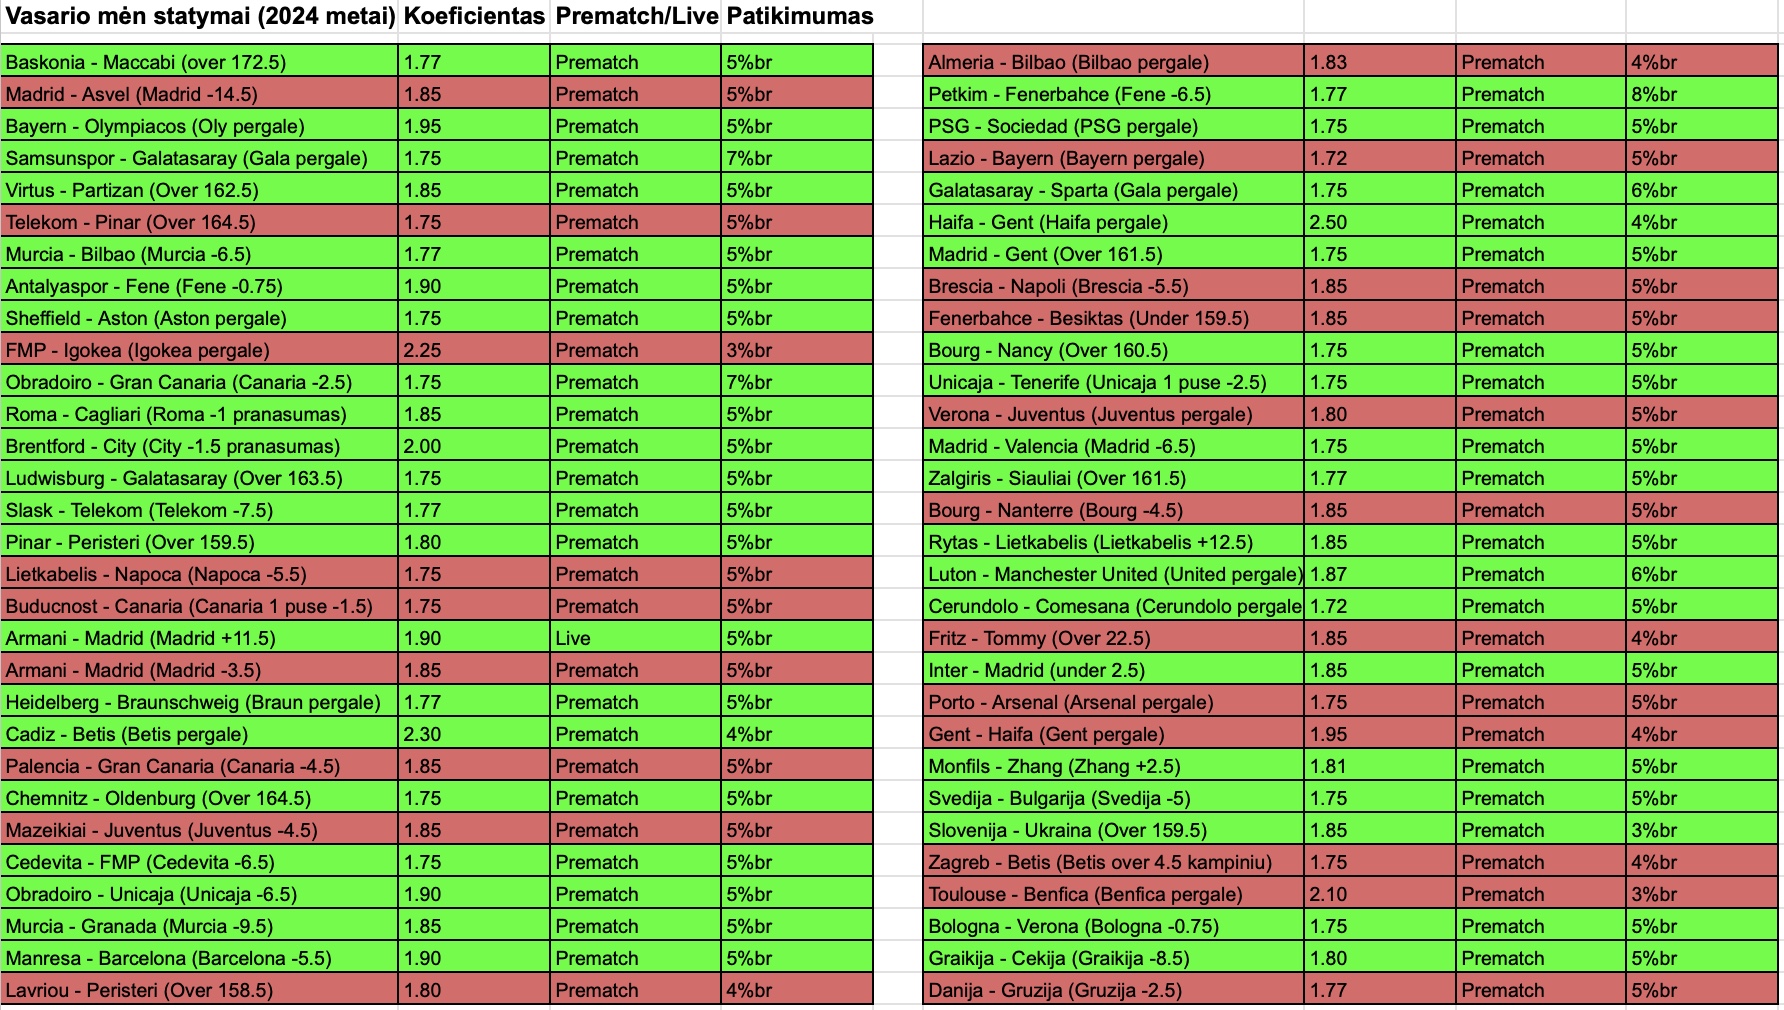 Vasario mėn statymai (2024 metai) Koeficientas Prematch/Live Patikimumas
Baskonia - Maccabi (over 172.5) 1.77 Prematch 5%br
Madrid - Asvel (Madrid -14.5) 1.85 Prematch 5%br
Bayern - Olympiacos (Oly pergale) 1.95 Prematch 5%br
Samsunspor - Galatasaray (Gala pergale) 1.75 Prematch 7%br
Virtus - Partizan (Over 162.5) 1.85 Prematch 5%br
Telekom - Pinar (Over 164.5) 1.75 Prematch 5%br
Murcia - Bilbao (Murcia -6.5) 1.77 Prematch 5%br
Antalyaspor - Fene (Fene -0.75) 1.90 Prematch 5%br
Sheffield - Aston (Aston pergale) 1.75 Prematch 5%br
FMP - Igokea (Igokea pergale) 2.25 Prematch 3%br
Obradoiro - Gran Canaria (Canaria -2.5) 1.75 Prematch 7%br
Roma - Cagliari (Roma -1 pranasumas) 1.85 Prematch 5%br
Brentford - City (City -1.5 pranasumas) 2.00 Prematch 5%br
Ludwisburg - Galatasaray (Over 163.5) 1.75 Prematch 5%br
Slask - Telekom (Telekom -7.5) 1.77 Prematch 5%br
Pinar - Peristeri (Over 159.5) 1.80 Prematch 5%br
Lietkabelis - Napoca (Napoca -5.5) 1.75 Prematch 5%br
Buducnost - Canaria (Canaria 1 puse -1.5) 1.75 Prematch 5%br
Armani - Madrid (Madrid +11.5) 1.90 Live 5%br
Armani - Madrid (Madrid -3.5) 1.85 Prematch 5%br
Heidelberg - Braunschweig (Braun pergale) 1.77 Prematch 5%br
Cadiz - Betis (Betis pergale) 2.30 Prematch 4%br
Palencia - Gran Canaria (Canaria -4.5) 1.85 Prematch 5%br
Chemnitz - Oldenburg (Over 164.5) 1.75 Prematch 5%br
Mazeikiai - Juventus (Juventus -4.5) 1.85 Prematch 5%br
Cedevita - FMP (Cedevita -6.5) 1.75 Prematch 5%br
Obradoiro - Unicaja (Unicaja -6.5) 1.90 Prematch 5%br
Murcia - Granada (Murcia -9.5) 1.85 Prematch 5%br
Manresa - Barcelona (Barcelona -5.5) 1.90 Prematch 5%br
Lavriou - Peristeri (Over 158.5) 1.80 Prematch 4%br
Almeria - Bilbao (Bilbao pergale) 1.83 Prematch 4%br
Petkim - Fenerbahce (Fene -6.5) 1.77 Prematch 8%br
PSG - Sociedad (PSG pergale) 1.75 Prematch 5%br
Lazio - Bayern (Bayern pergale) 1.72 Prematch 5%br
Galatasaray - Sparta (Gala pergale) 1.75 Prematch 6%br
Haifa - Gent (Haifa pergale) 2.50 Prematch 4%br
Madrid - Gent (Over 161.5) 1.75 Prematch 5%br
Brescia - Napoli (Brescia -5.5) 1.85 Prematch 5%br
Fenerbahce - Besiktas (Under 159.5) 1.85 Prematch 5%br
Bourg - Nancy (Over 160.5) 1.75 Prematch 5%br
Unicaja - Tenerife (Unicaja 1 puse -2.5) 1.75 Prematch 5%br
Verona - Juventus (Juventus pergale) 1.80 Prematch 5%br
Madrid - Valencia (Madrid -6.5) 1.75 Prematch 5%br
Zalgiris - Siauliai (Over 161.5) 1.77 Prematch 5%br
Bourg - Nanterre (Bourg -4.5) 1.85 Prematch 5%br
Rytas - Lietkabelis (Lietkabelis +12.5) 1.85 Prematch 5%br
Luton - Manchester United (United pergale) 1.87 Prematch 6%br
Cerundolo - Comesana (Cerundolo pergale 1.72 Prematch 5%br
Fritz - Tommy (Over 22.5) 1.85 Prematch 4%br
Inter - Madrid (under 2.5) 1.85 Prematch 5%br
Porto - Arsenal (Arsenal pergale) 1.75 Prematch 5%br
Gent - Haifa (Gent pergale) 1.95 Prematch 4%br
Monfils - Zhang (Zhang +2.5) 1.81 Prematch 5%br
Svedija - Bulgarija (Svedija -5) 1.75 Prematch 5%br
Slovenija - Ukraina (Over 159.5) 1.85 Prematch 3%br
Zagreb - Betis (Betis over 4.5 kampiniu) 1.75 Prematch 4%br
Toulouse - Benfica (Benfica pergale) 2.10 Prematch 3%br
Bologna - Verona (Bologna -0.75) 1.75 Prematch 5%br
Graikija - Cekija (Graikija -8.5) 1.80 Prematch 5%br
Danija - Gruzija (Gruzija -2.5) 1.77 Prematch 5%br